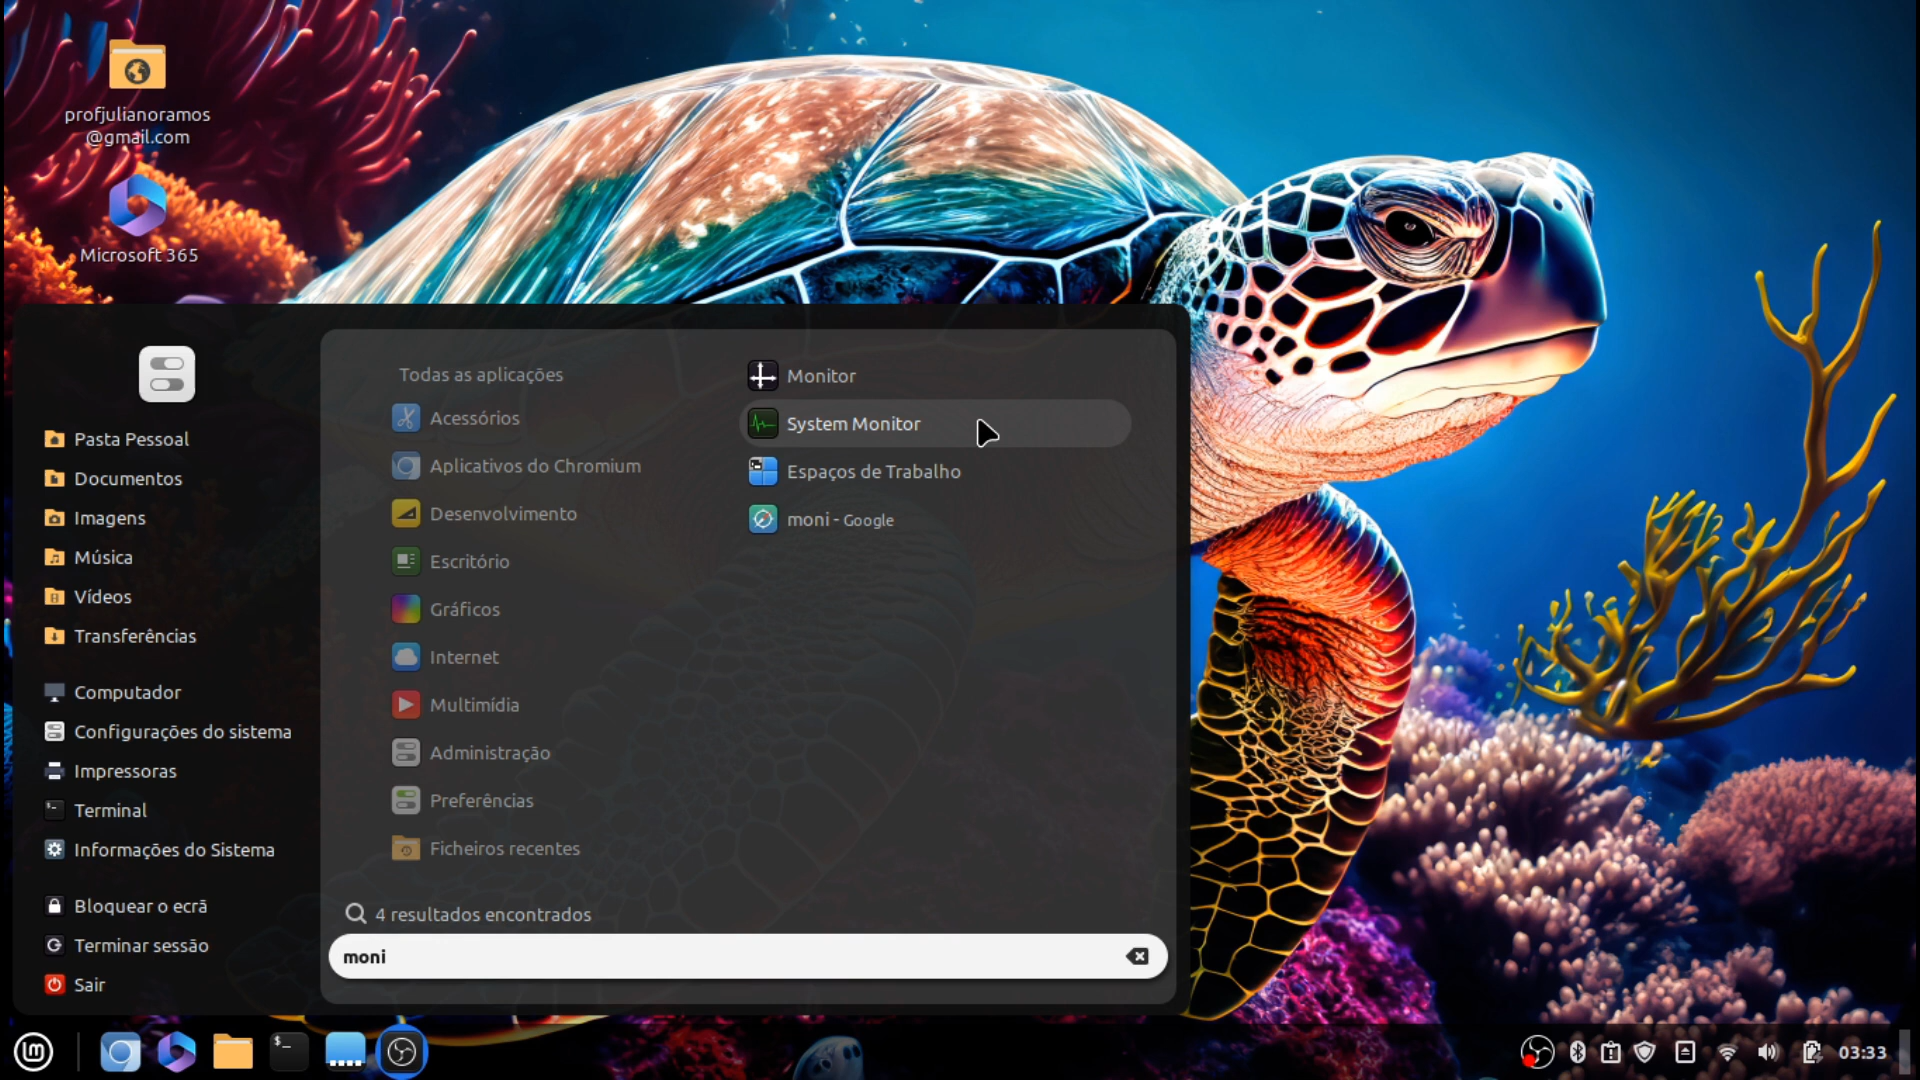 profjulianoramos
@gmail.com
Microsoft 365
Pasta Pessoal
Documentos
Imagens
Música
Vídeos
Transferências
Computador
Configurações do sistema
Impressoras
Terminal
Informações do Sistema
Bloquear o ecrã
Terminar sessão
Sair
Todas as aplicações
Acessórios
Aplicativos do Chromium
Desenvolvimento
Escritório
Gráficos
Internet
Multimídia
Administração
Preferências
Ficheiros recentes
Monitor
System Monitor
Espaços de Trabalho
moni - Google
4 resultados encontrados
moni
03:33